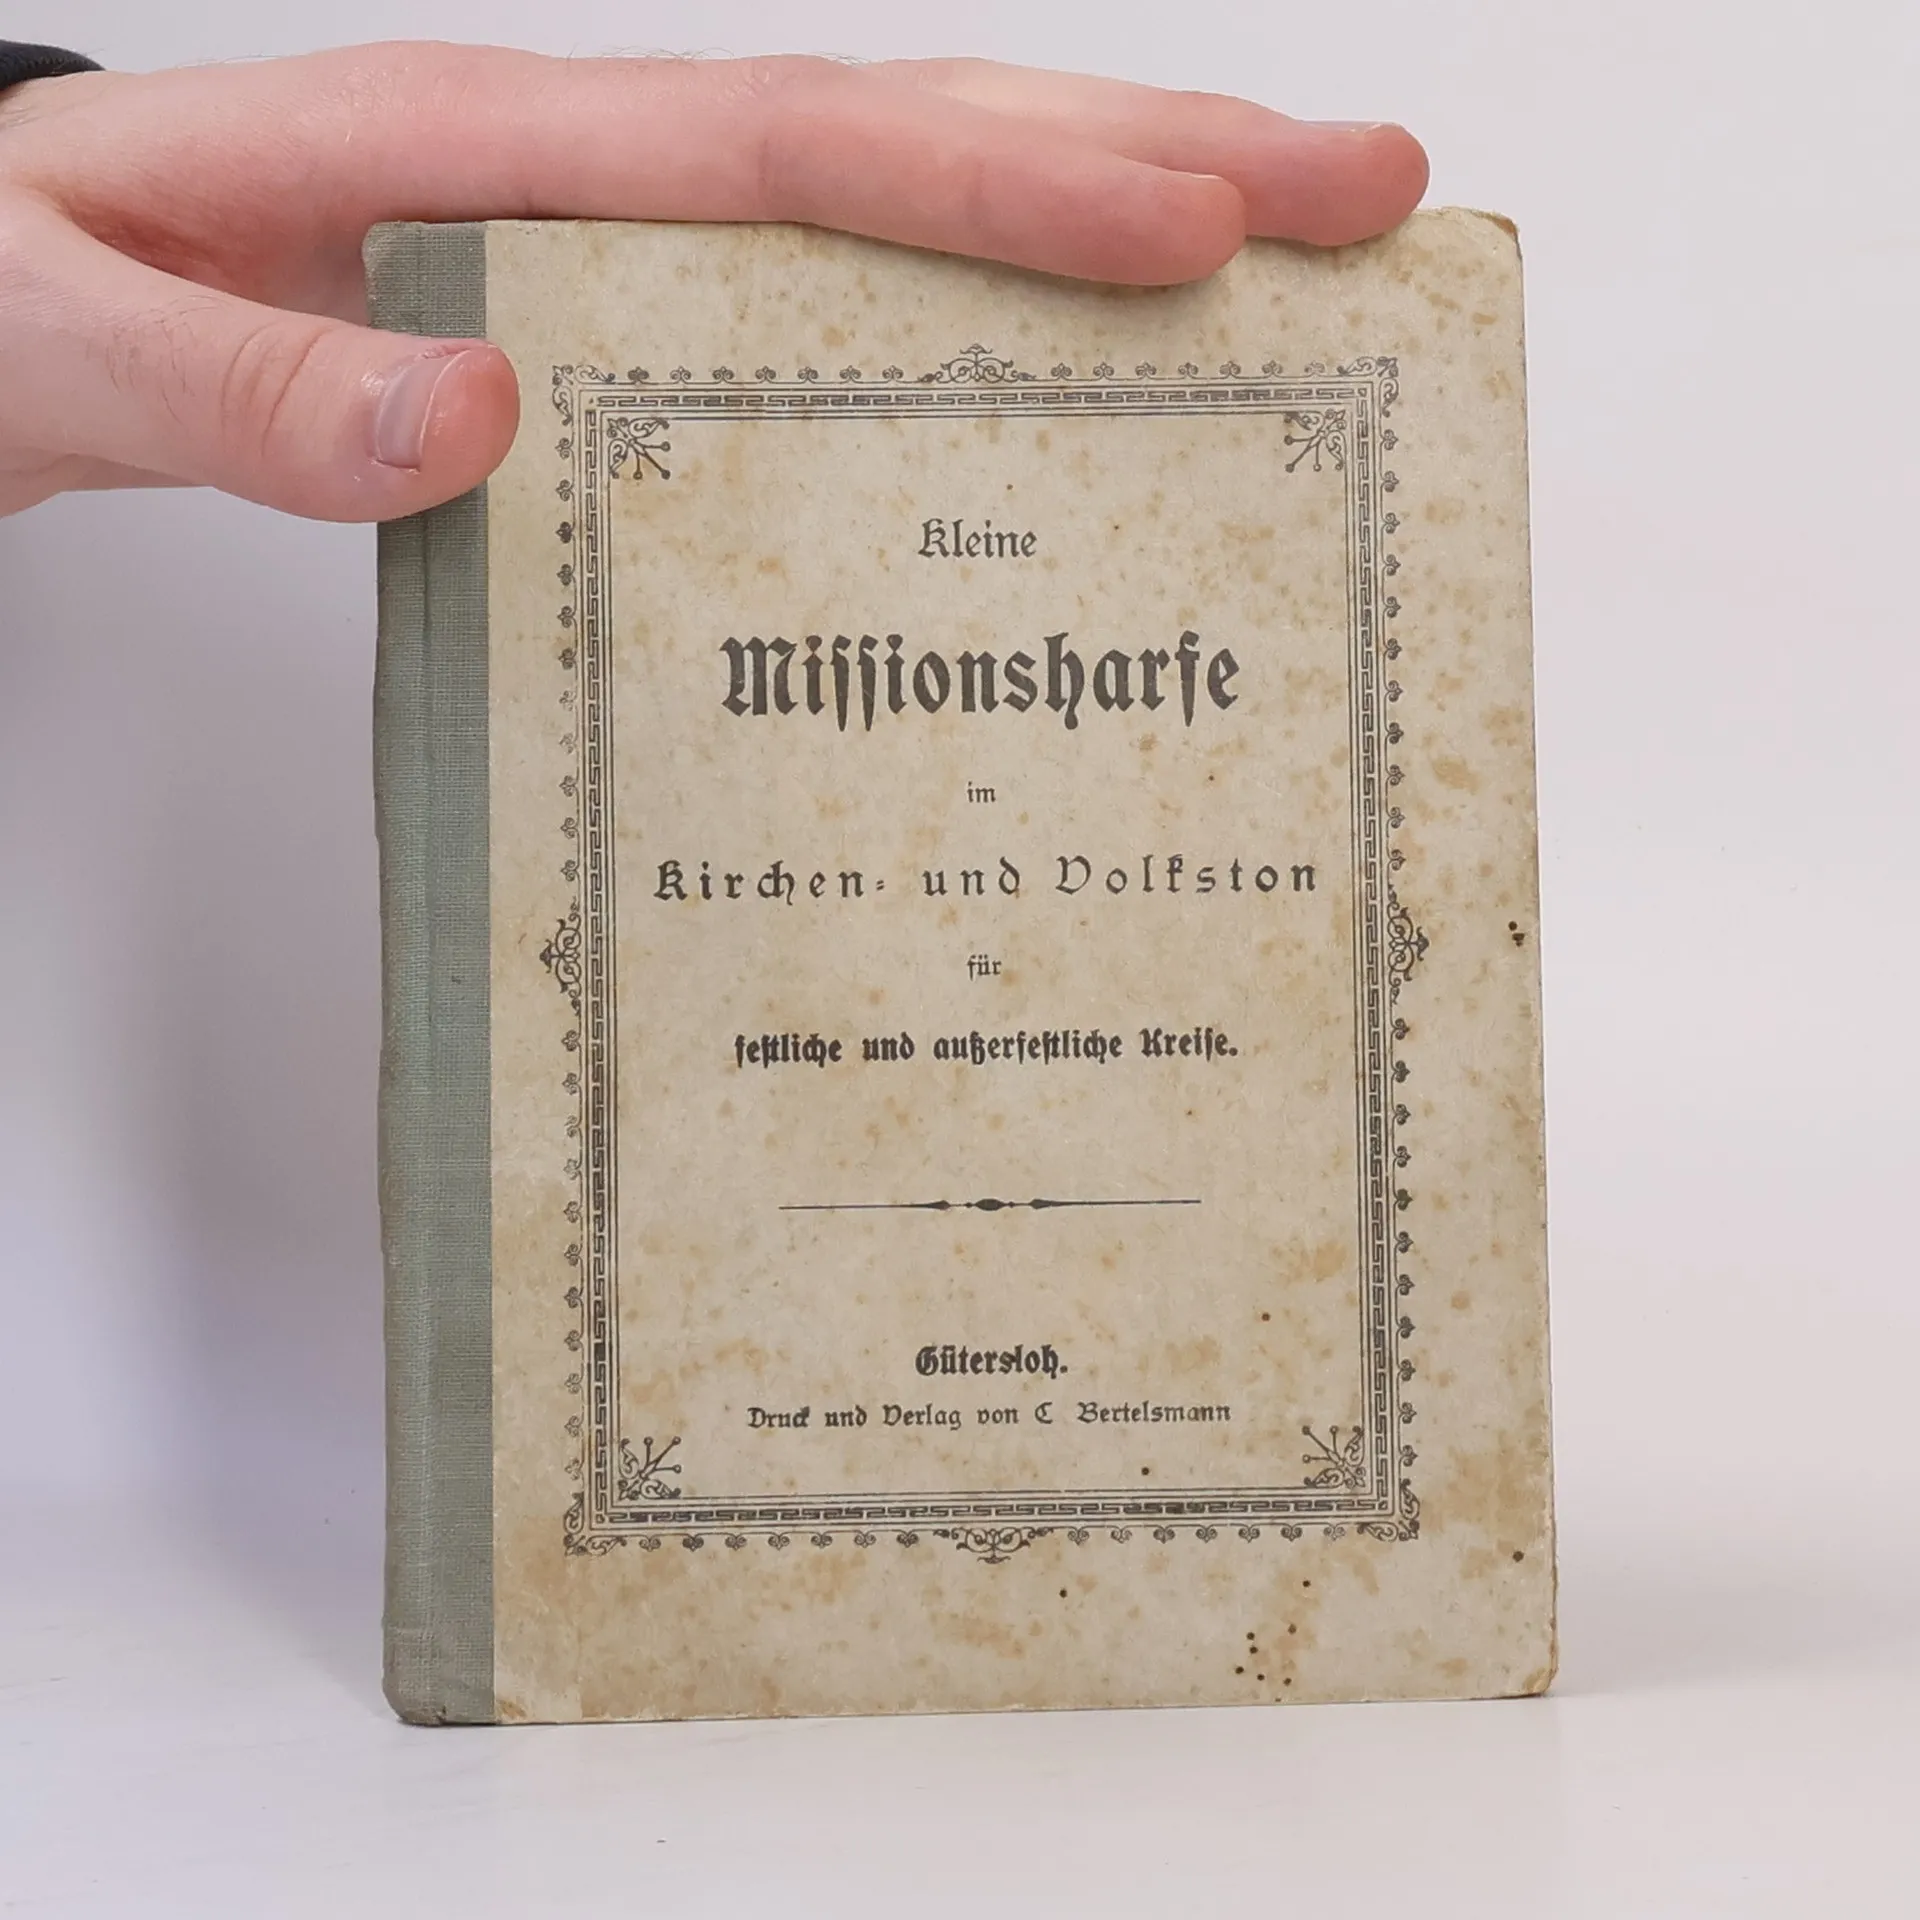 Kleine
Miſſionsharfe
im
Kirchen- und Volkston
für
feſtliche und außerfeſtliche Kreiſe.
Gütersloh.
Druck und Verlag von C Bertelsmann